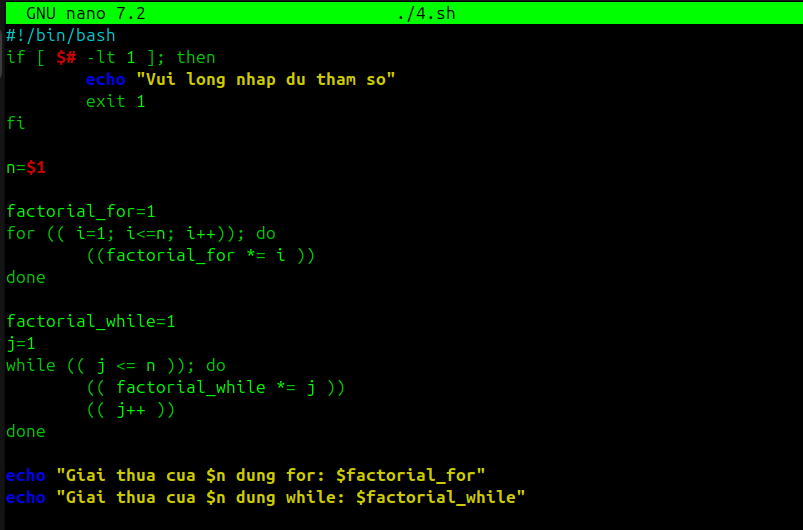 GNU nano 7.2 ./4.sh
#!/bin/bash
if [ $# -lt 1 ]; then
        echo "Vui long nhap du tham so"
        exit 1
fi

n=$1

factorial_for=1
for (( i=1; i<=n; i++)); do
        ((factorial_for *= i ))
done

factorial_while=1
j=1
while (( j <= n )); do
        (( factorial_while *= j ))
        (( j++ ))
done

echo "Giai thua cua $n dung for: $factorial_for"
echo "Giai thua cua $n dung while: $factorial_while"